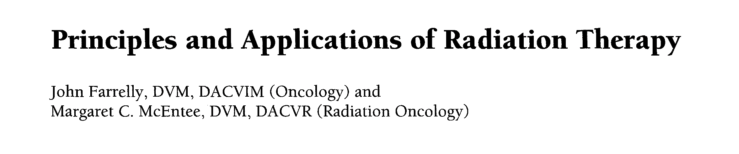 Principles and Applications of Radiation Therapy
John Farrelly, DVM, DACVIM (Oncology) and
Margaret C. McEntee, DVM, DACVR (Radiation Oncology)